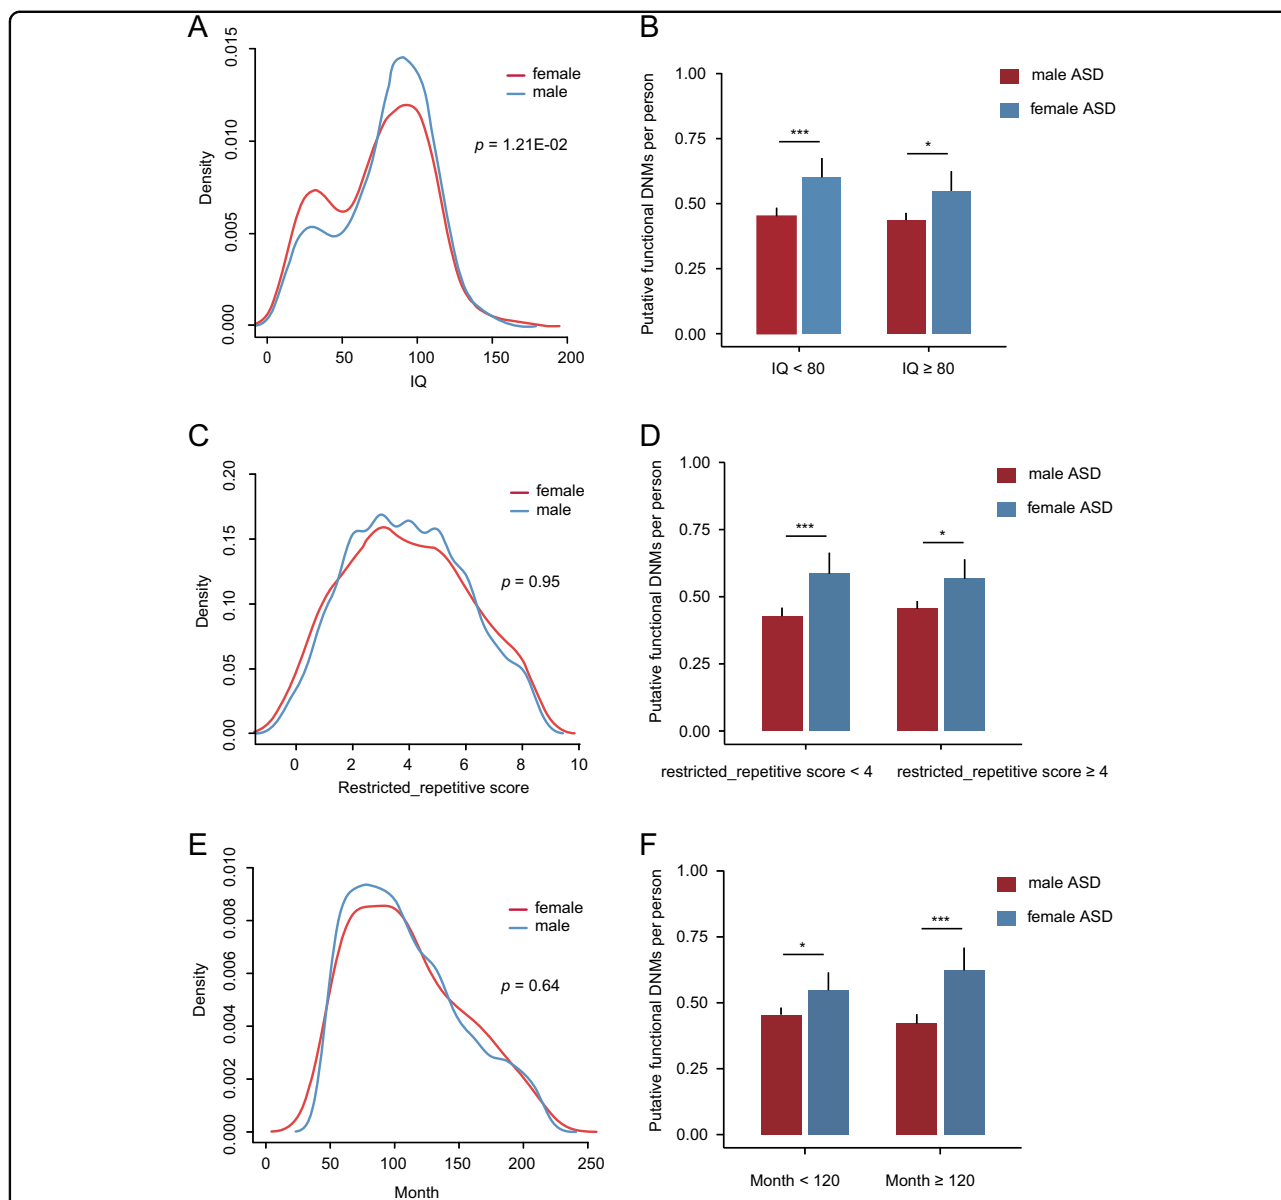 A
0.015
0.010
0.005
0.000
Density
female
male
p = 1.21E-02
0
50
100
150
200
IQ
B
1.00
0.75
0.50
0.25
0.00
Putative functional DNMs per person
male ASD
female ASD
***
*
IQ < 80
IQ ≥ 80
C
0.20
0.15
0.10
0.05
0.00
Density
female
male
p = 0.95
0
2
4
6
8
10
Restricted_repetitive score
D
1.00
0.75
0.50
0.25
0.00
Putative functional DNMs per person
male ASD
female ASD
***
*
restricted_repetitive score < 4
restricted_repetitive score ≥ 4
E
0.010
0.008
0.006
0.004
0.002
0.000
Density
female
male
p = 0.64
0
50
100
150
200
250
Month
F
1.00
0.75
0.50
0.25
0.00
Putative functional DNMs per person
male ASD
female ASD
*
***
Month < 120
Month ≥ 120